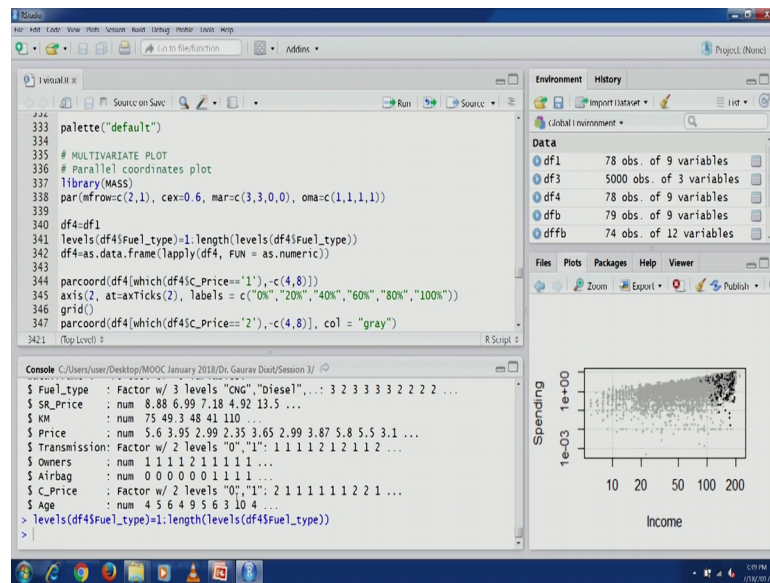 RStudio
File Edit Code View Plots Session Build Debug Profile Tools Help
Go to file/function
Addins
Project: (None)
1 visual.R
Source on Save
Run
Source
332
333 palette("default")
334
335 # MULTIVARIATE PLOT
336 # Parallel coordinates plot
337 library(MASS)
338 par(mfrow=c(2,1), cex=0.6, mar=c(3,3,0,0), oma=c(1,1,1,1))
339
340 df4=df1
341 levels(df4$Fuel_type)=1:length(levels(df4$Fuel_type))
342 df4=as.data.frame(lapply(df4, FUN = as.numeric))
343
344 parcoord(df4[which(df4$C_Price=='1'),-c(4,8)])
345 axis(2, at=axTicks(2), labels = c("0%","20%","40%","60%","80%","100%"))
346 grid()
347 parcoord(df4[which(df4$C_Price=='2'),-c(4,8)], col = "gray")
342:1 (Top Level)
R Script
Console C:/Users/user/Desktop/MOOC January 2018/Dr. Gaurav Dixit/Session 3/
$ Fuel_type : Factor w/ 3 levels "CNG","Diesel",..: 3 2 3 3 3 3 2 2 2 2 ...
$ SR_Price : num 8.88 6.99 7.18 4.92 13.5 ...
$ KM : num 75 49.3 48 41 110 ...
$ Price : num 5.6 3.95 2.99 2.35 3.65 2.99 3.87 5.8 5.5 3.1 ...
$ Transmission: Factor w/ 2 levels "0","1": 1 1 1 1 2 1 2 1 1 2 ...
$ Owners : num 1 1 1 1 2 1 1 1 1 1 ...
$ Airbag : num 0 0 0 0 0 0 1 1 1 1 ...
$ C_Price : Factor w/ 2 levels "0","1": 2 1 1 1 1 1 1 2 2 1 ...
$ Age : num 4 5 6 4 9 5 6 3 10 4 ...
> levels(df4$Fuel_type)=1:length(levels(df4$Fuel_type))
>
Environment History
Import Dataset
List
Global Environment
Data
df1 78 obs. of 9 variables
df3 5000 obs. of 3 variables
df4 78 obs. of 9 variables
dfb 79 obs. of 9 variables
dffb 74 obs. of 12 variables
Files Plots Packages Help Viewer
Zoom Export Publish
Spending
1e+00
1e-03
10 20 50 100 200
Income